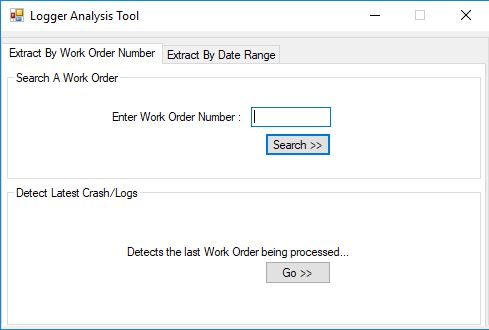 Logger Analysis Tool
Extract By Work Order Number Extract By Date Range
Search A Work Order
Enter Work Order Number :
Search >>
Detect Latest Crash/Logs
Detects the last Work Order being processed...
Go >>